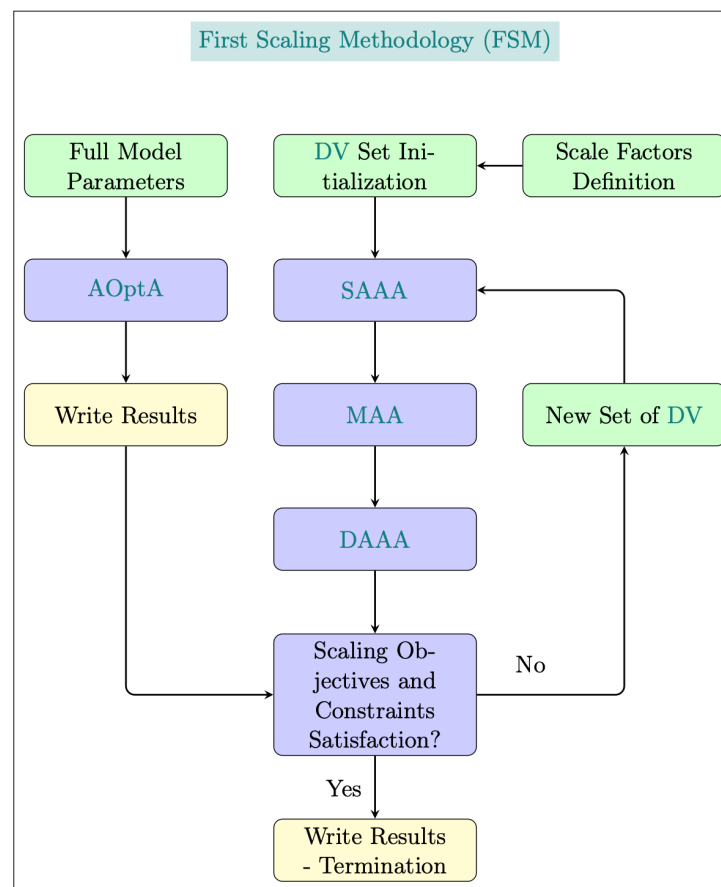 First Scaling Methodology (FSM)
Full Model
Parameters
DV Set Ini-
tialization
Scale Factors
Definition
AOptA
SAAA
Write Results
MAA
New Set of DV
DAAA
Scaling Ob-
jectives and
Constraints
Satisfaction?
No
Yes
Write Results
- Termination